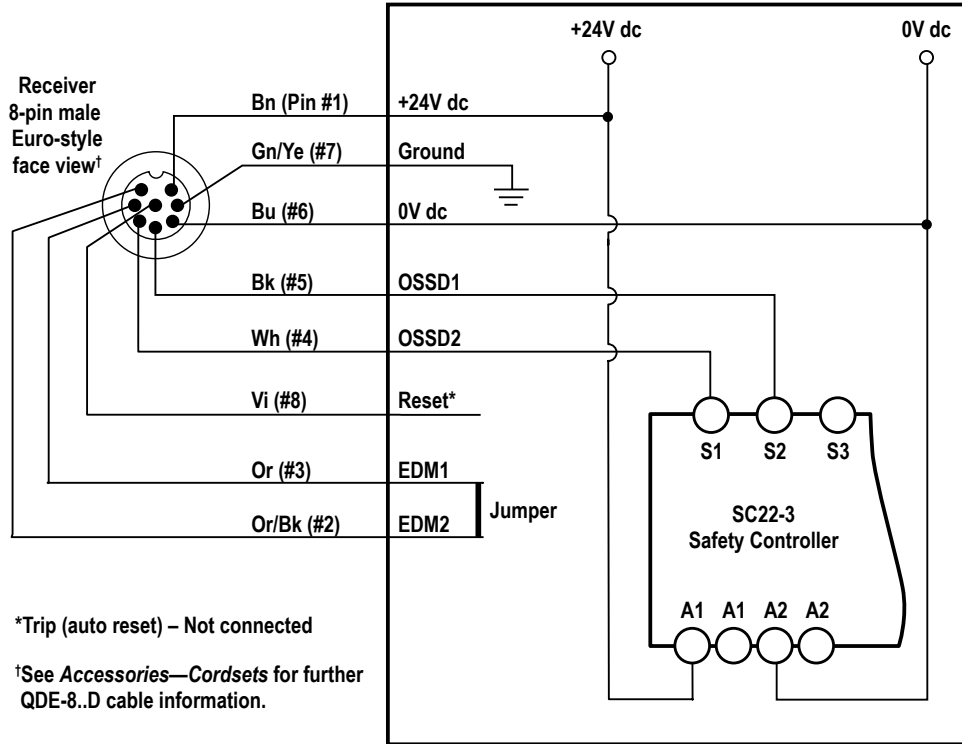 +24V dc
0V dc
Receiver
8-pin male
Euro-style
face view†
Bn (Pin #1)
+24V dc
Gn/Ye (#7)
Ground
Bu (#6)
0V dc
Bk (#5)
OSSD1
Wh (#4)
OSSD2
Vi (#8)
Reset*
Or (#3)
EDM1
Or/Bk (#2)
EDM2
Jumper
S1
S2
S3
SC22-3
Safety Controller
A1
A1
A2
A2
*Trip (auto reset) – Not connected
†See Accessories—Cordsets for further
QDE-8..D cable information.